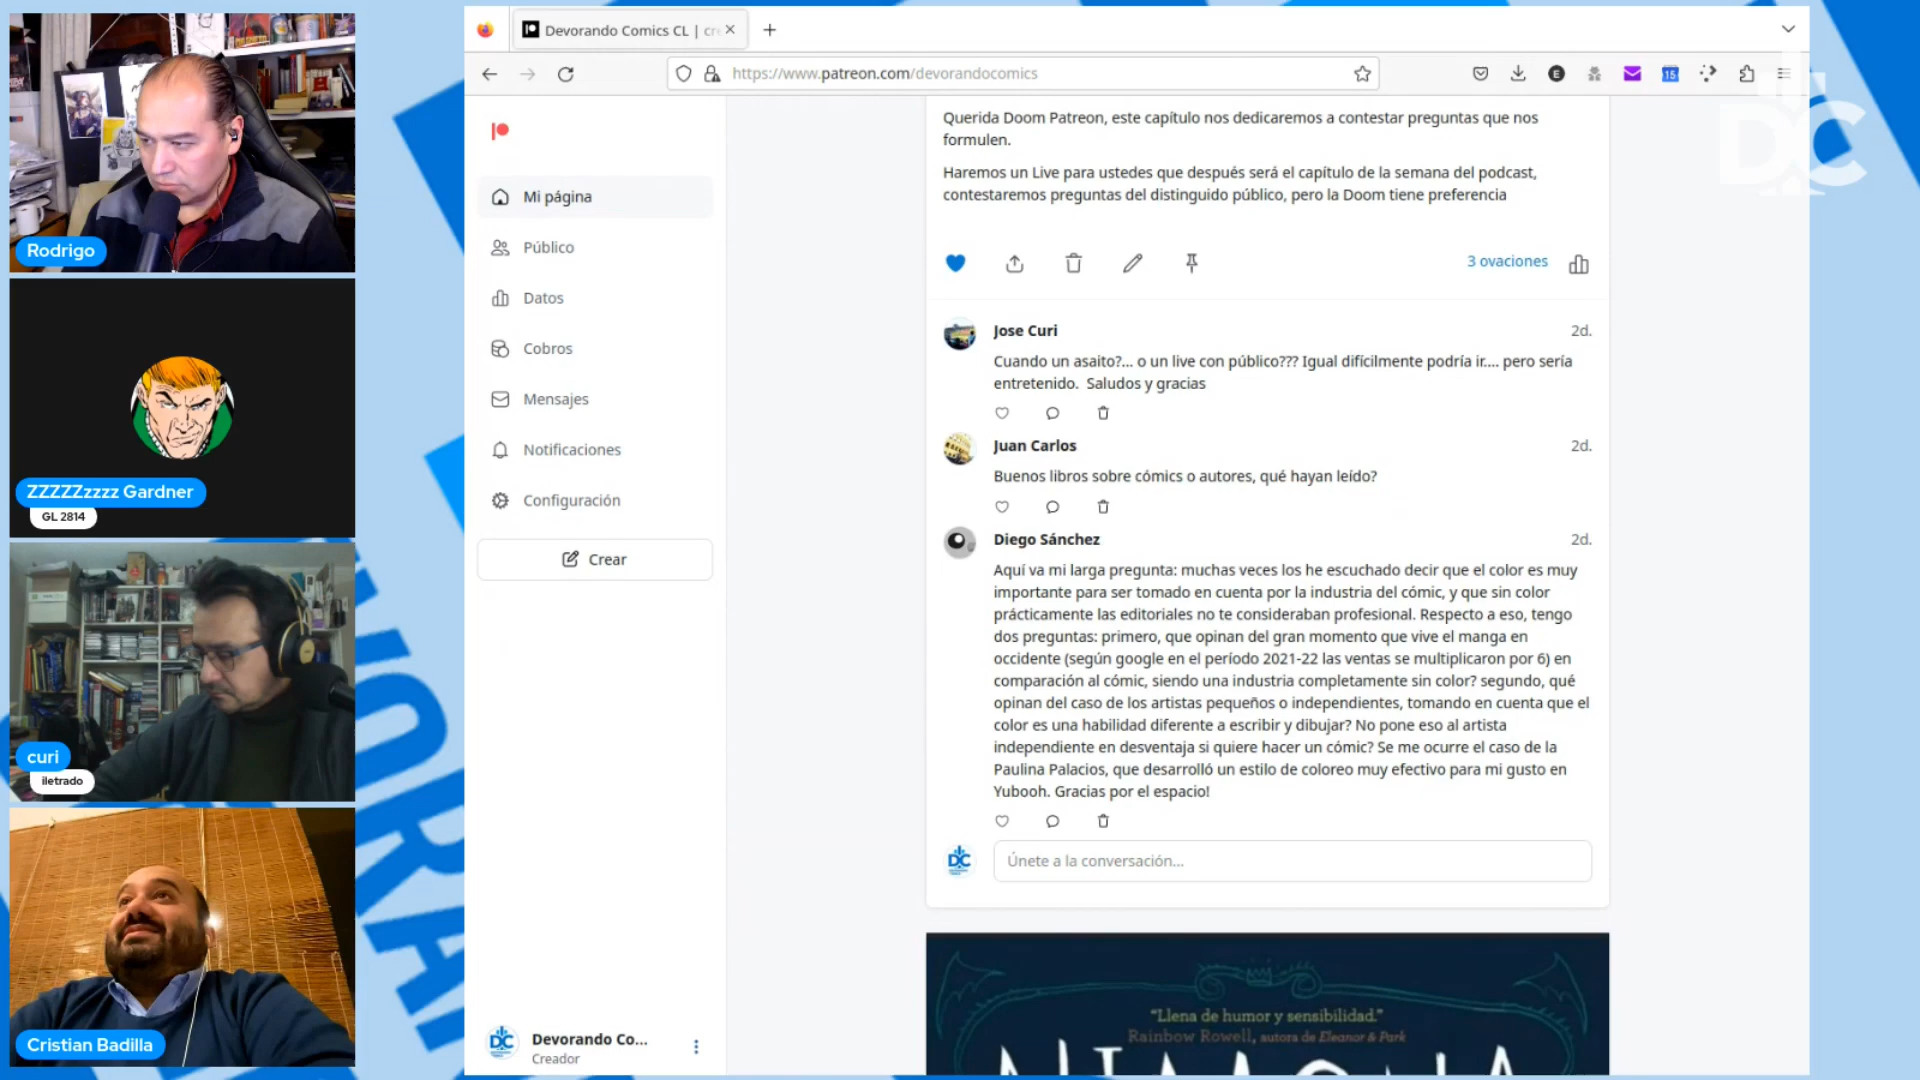 Rodrigo
ZZZZZzzzz Gardner
GL 2814
curi
iletrado
Cristian Badilla
Devorando Comics CL | cr
https://www.patreon.com/devorandocomics
15
DC
Mi página
Público
Datos
Cobros
Mensajes
Notificaciones
Configuración
Crear
DC
Devorando Co...
Creador
Querida Doom Patreon, este capítulo nos dedicaremos a contestar preguntas que nos
formulen.
Haremos un Live para ustedes que después será el capítulo de la semana del podcast,
contestaremos preguntas del distinguido público, pero la Doom tiene preferencia
3 ovaciones
Jose Curi
2d.
Cuando un asaito?... o un live con público??? Igual difícilmente podría ir.... pero sería
entretenido. Saludos y gracias
Juan Carlos
2d.
Buenos libros sobre cómics o autores, qué hayan leído?
Diego Sánchez
2d.
Aquí va mi larga pregunta: muchas veces los he escuchado decir que el color es muy
importante para ser tomado en cuenta por la industria del cómic, y que sin color
prácticamente las editoriales no te consideraban profesional. Respecto a eso, tengo
dos preguntas: primero, que opinan del gran momento que vive el manga en
occidente (según google en el período 2021-22 las ventas se multiplicaron por 6) en
comparación al cómic, siendo una industria completamente sin color? segundo, qué
opinan del caso de los artistas pequeños o independientes, tomando en cuenta que el
color es una habilidad diferente a escribir y dibujar? No pone eso al artista
independiente en desventaja si quiere hacer un cómic? Se me ocurre el caso de la
Paulina Palacios, que desarrolló un estilo de coloreo muy efectivo para mi gusto en
Yubooh. Gracias por el espacio!
DC
Únete a la conversación...
"Llena de humor y sensibilidad."
Rainbow Rowell, autora de Eleanor & Park
NIMONA